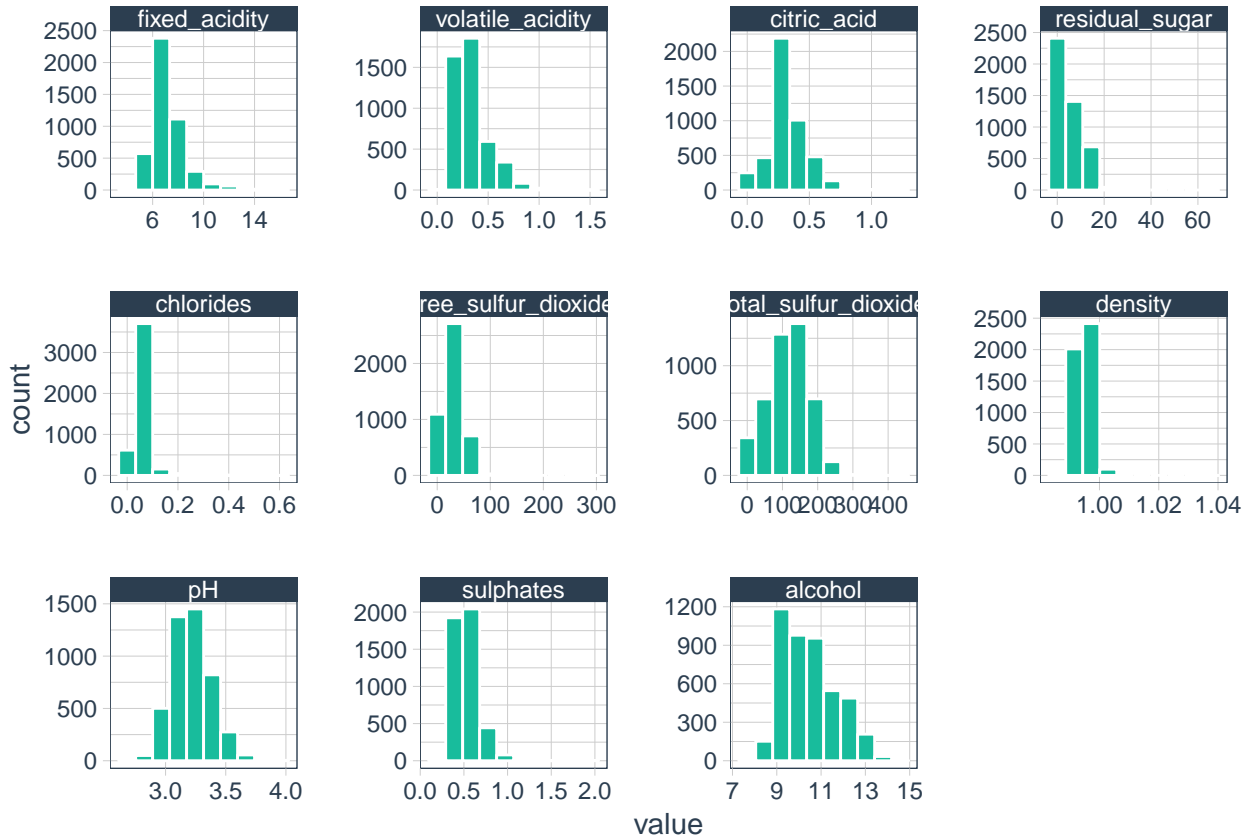 fixed_acidity
volatile_acidity
citric_acid
residual_sugar
2500
2000
1500
1000
500
0
6 10 14
1500
1000
500
0
0.0 0.5 1.0 1.5
2000
1500
1000
500
0
0.0 0.5 1.0
2500
2000
1500
1000
500
0
0 20 40 60
chlorides
ree_sulfur_dioxide
otal_sulfur_dioxide
density
3000
2000
1000
0
0.0 0.2 0.4 0.6
2000
1000
0
0 100 200 300
1000
500
0
0 100 200 300 400
2500
2000
1500
1000
500
0
1.00 1.02 1.04
pH
sulphates
alcohol
1500
1000
500
0
3.0 3.5 4.0
2000
1500
1000
500
0
0.0 0.5 1.0 1.5 2.0
1200
900
600
300
0
7 9 11 13 15
count
value